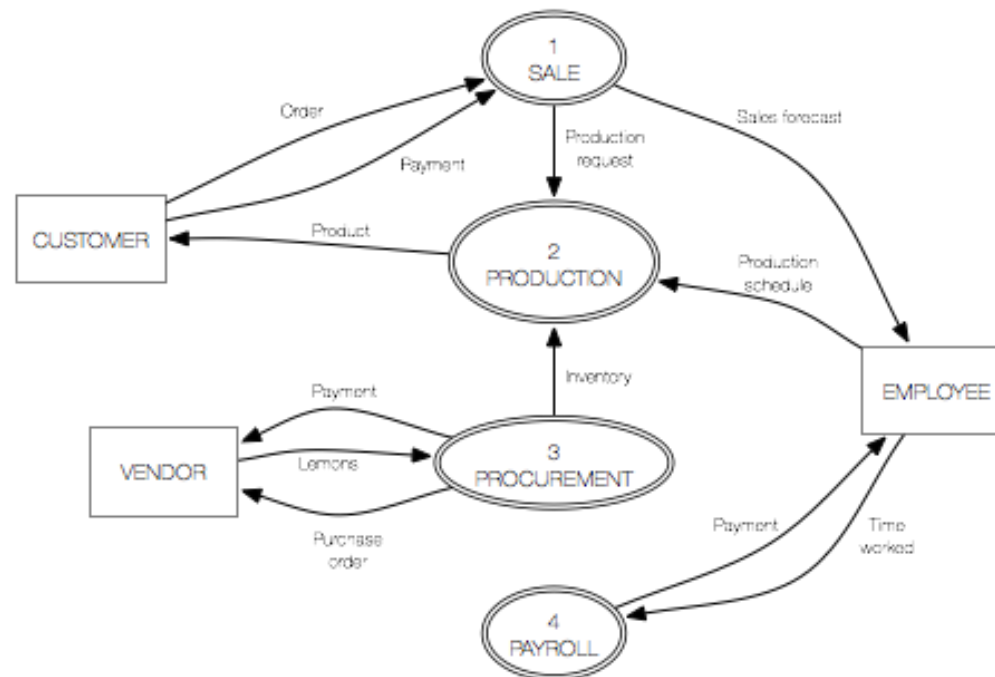 1
SALE
Order
Sales forecast
Payment
Production
request
CUSTOMER
Product
2
PRODUCTION
Production
schedule
Inventory
EMPLOYEE
Payment
VENDOR
Lemons
3
PROCUREMENT
Purchase
order
Payment
Time
worked
4
PAYROLL